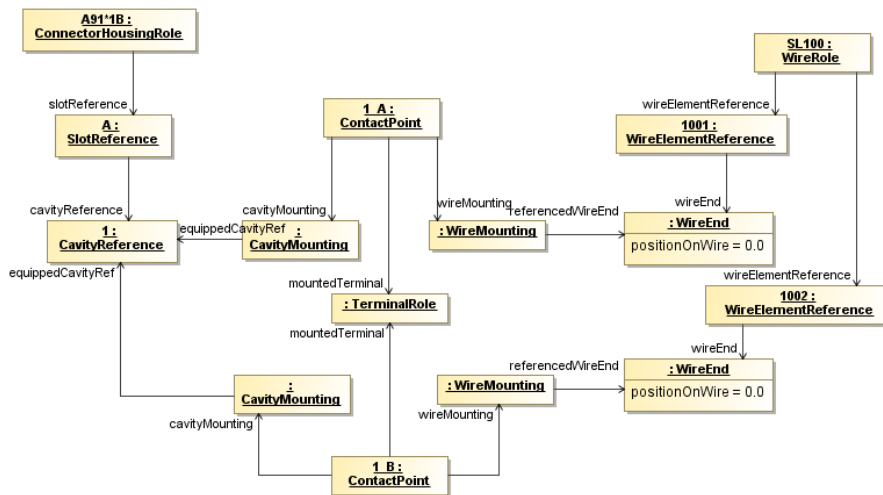 A91*1B :
ConnectorHousingRole
SL100 :
WireRole
slotReference
1_A :
ContactPoint
wireElementReference
A :
SlotReference
1001 :
WireElementReference
cavityReference
cavityMounting
wireMounting
wireEnd
referencedWireEnd
1 :
CavityReference
equippedCavityRef
:
CavityMounting
: WireMounting
: WireEnd
positionOnWire = 0.0
equippedCavityRef
wireElementReference
mountedTerminal
: TerminalRole
mountedTerminal
1002 :
WireElementReference
wireEnd
referencedWireEnd
:
CavityMounting
: WireMounting
: WireEnd
positionOnWire = 0.0
cavityMounting
wireMounting
1_B :
ContactPoint